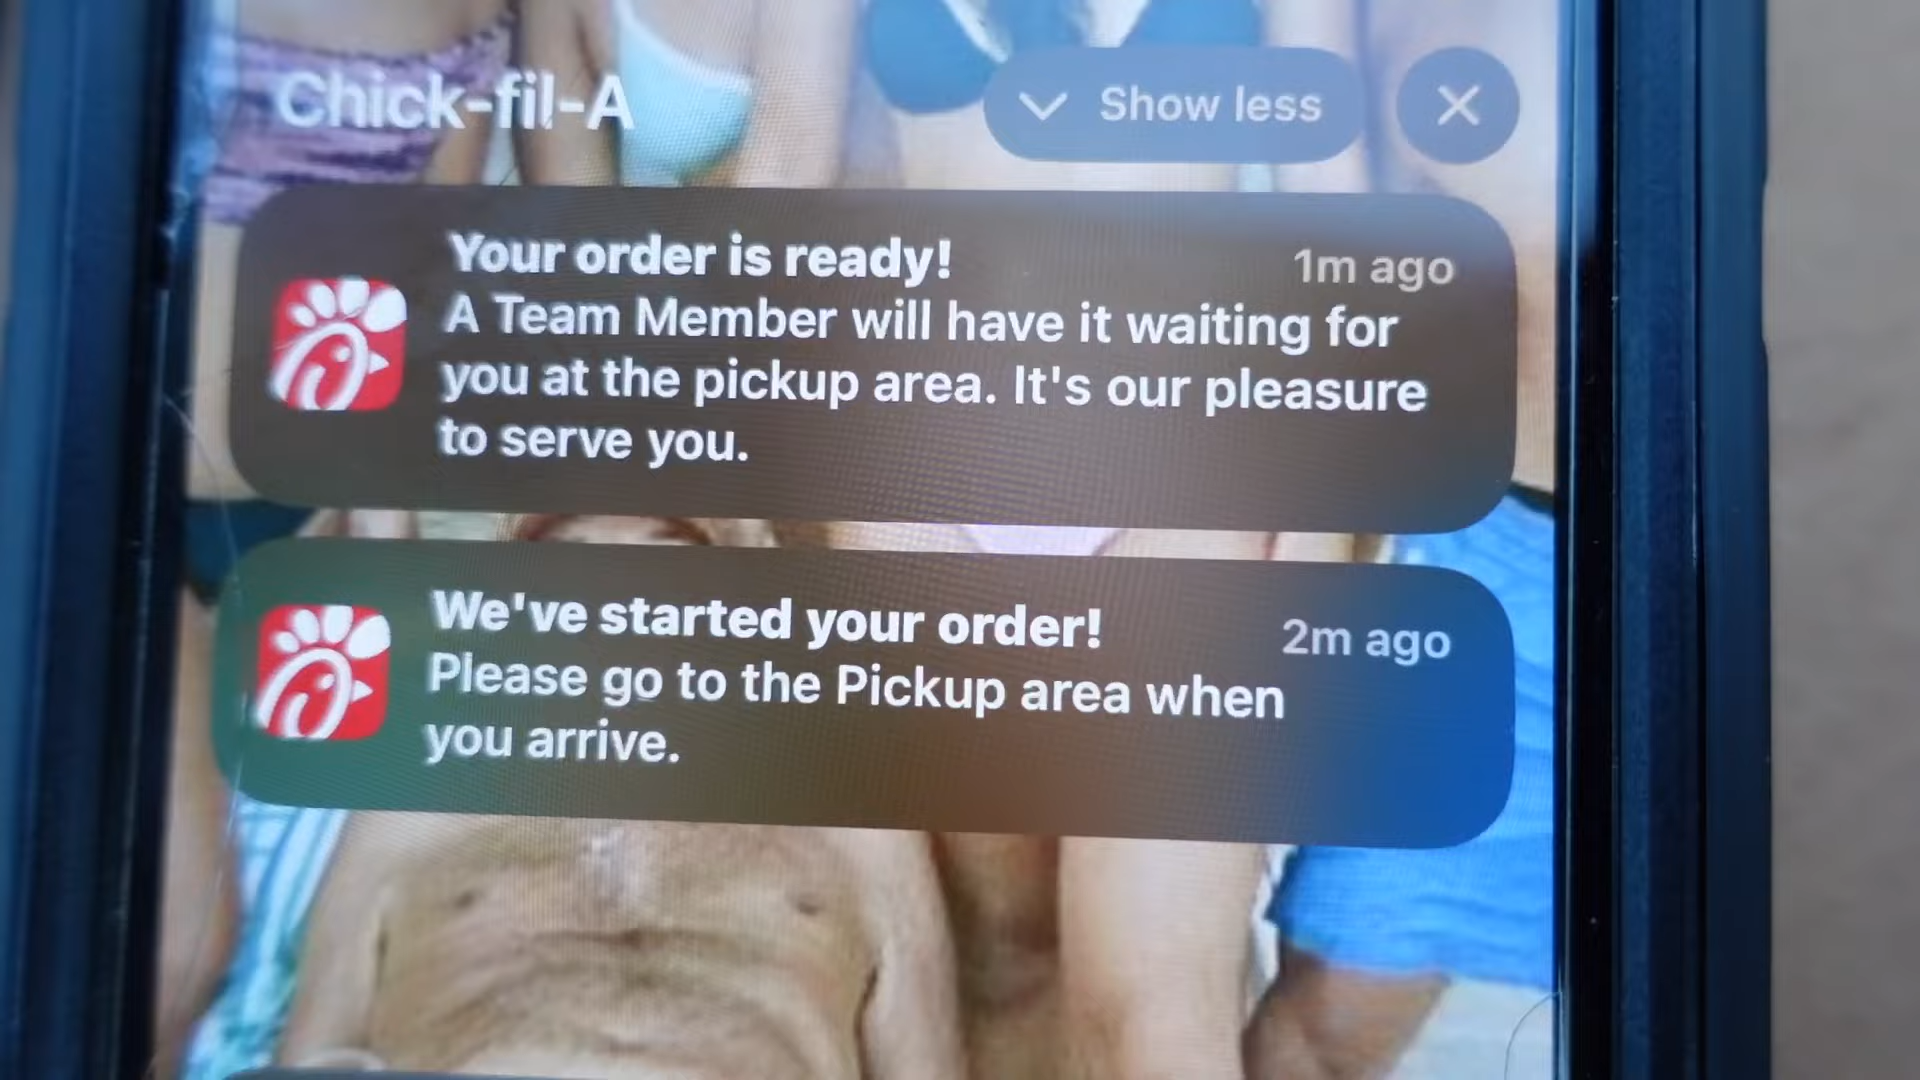 Chick-fil-A
Show less
Your order is ready!
1m ago
A Team Member will have it waiting for
you at the pickup area. It's our pleasure
to serve you.
We've started your order!
2m ago
Please go to the Pickup area when
you arrive.